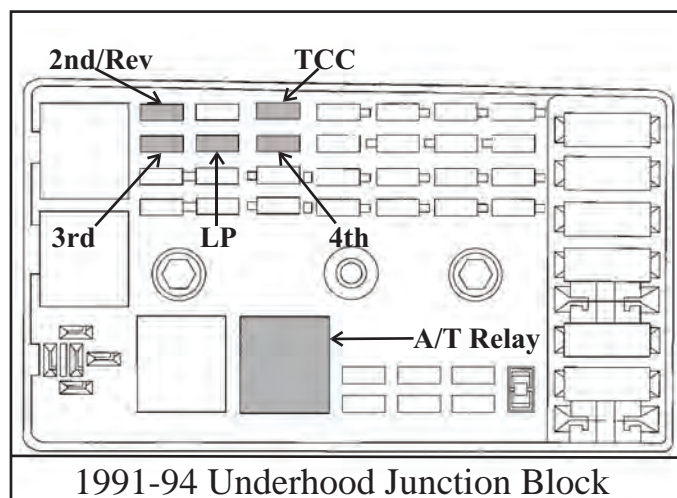 2nd/Rev
TCC
3rd
LP
4th
A/T Relay
1991-94 Underhood Junction Block